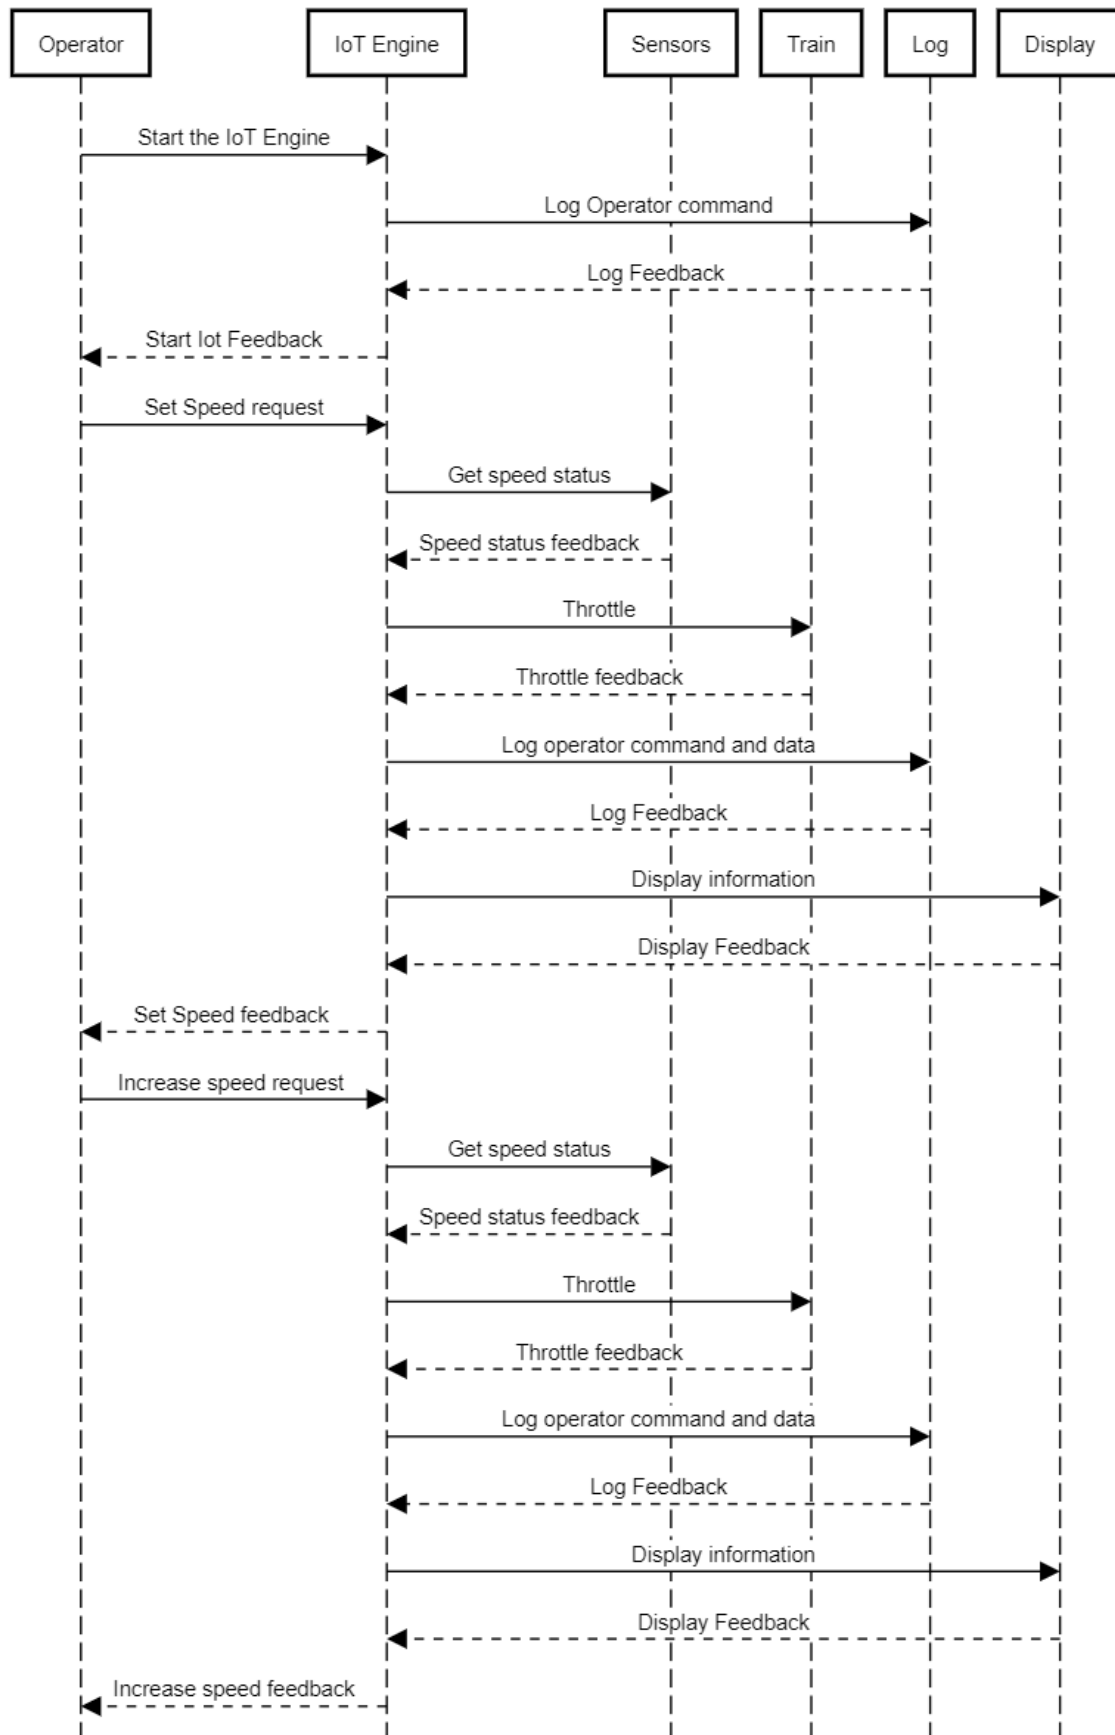 Operator
IoT Engine
Sensors
Train
Log
Display
Start the IoT Engine
Log Operator command
Log Feedback
Start Iot Feedback
Set Speed request
Get speed status
Speed status feedback
Throttle
Throttle feedback
Log operator command and data
Log Feedback
Display information
Display Feedback
Set Speed feedback
Increase speed request
Get speed status
Speed status feedback
Throttle
Throttle feedback
Log operator command and data
Log Feedback
Display information
Display Feedback
Increase speed feedback